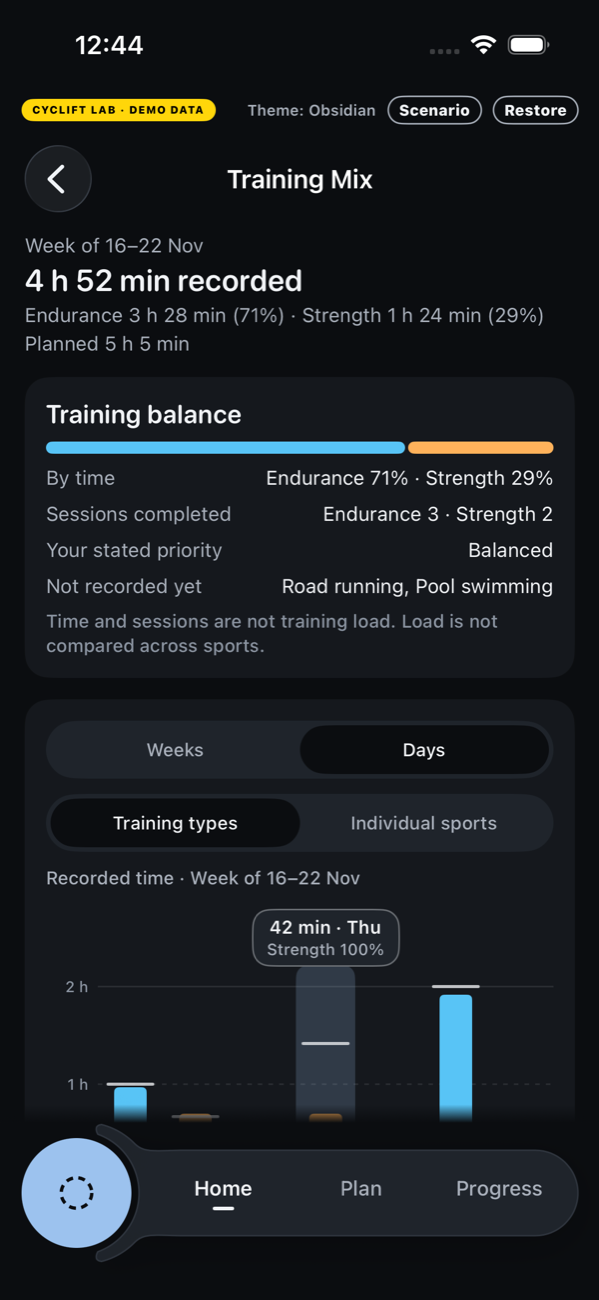 12:44
CYCLIFT LAB · DEMO DATA
Theme: Obsidian
Scenario
Restore
Training Mix
Week of 16–22 Nov
4 h 52 min recorded
Endurance 3 h 28 min (71%) · Strength 1 h 24 min (29%)
Planned 5 h 5 min
Training balance
By time
Endurance 71% · Strength 29%
Sessions completed
Endurance 3 · Strength 2
Your stated priority
Balanced
Not recorded yet
Road running, Pool swimming
Time and sessions are not training load. Load is not
compared across sports.
Weeks
Days
Training types
Individual sports
Recorded time · Week of 16–22 Nov
42 min · Thu
Strength 100%
2 h
1 h
Home
Plan
Progress